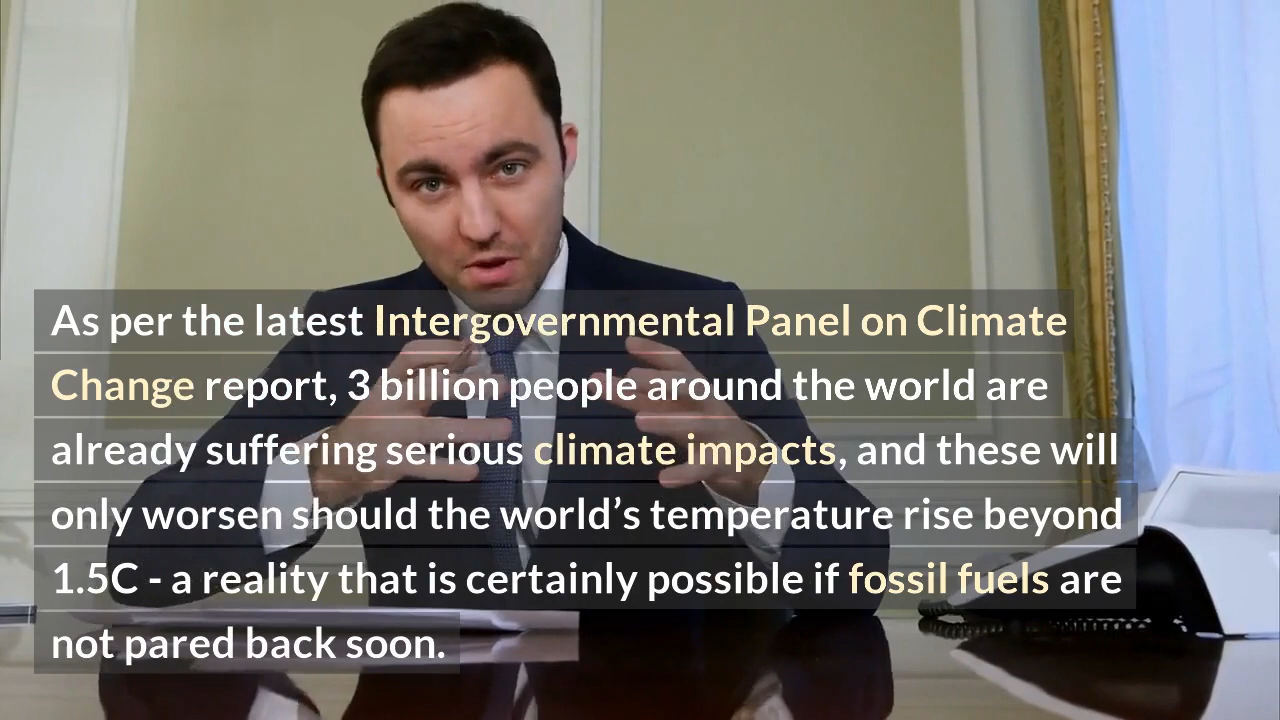 As per the latest Intergovernmental Panel on Climate
Change report, 3 billion people around the world are
already suffering serious climate impacts, and these will
only worsen should the world’s temperature rise beyond
1.5C - a reality that is certainly possible if fossil fuels are
not pared back soon.